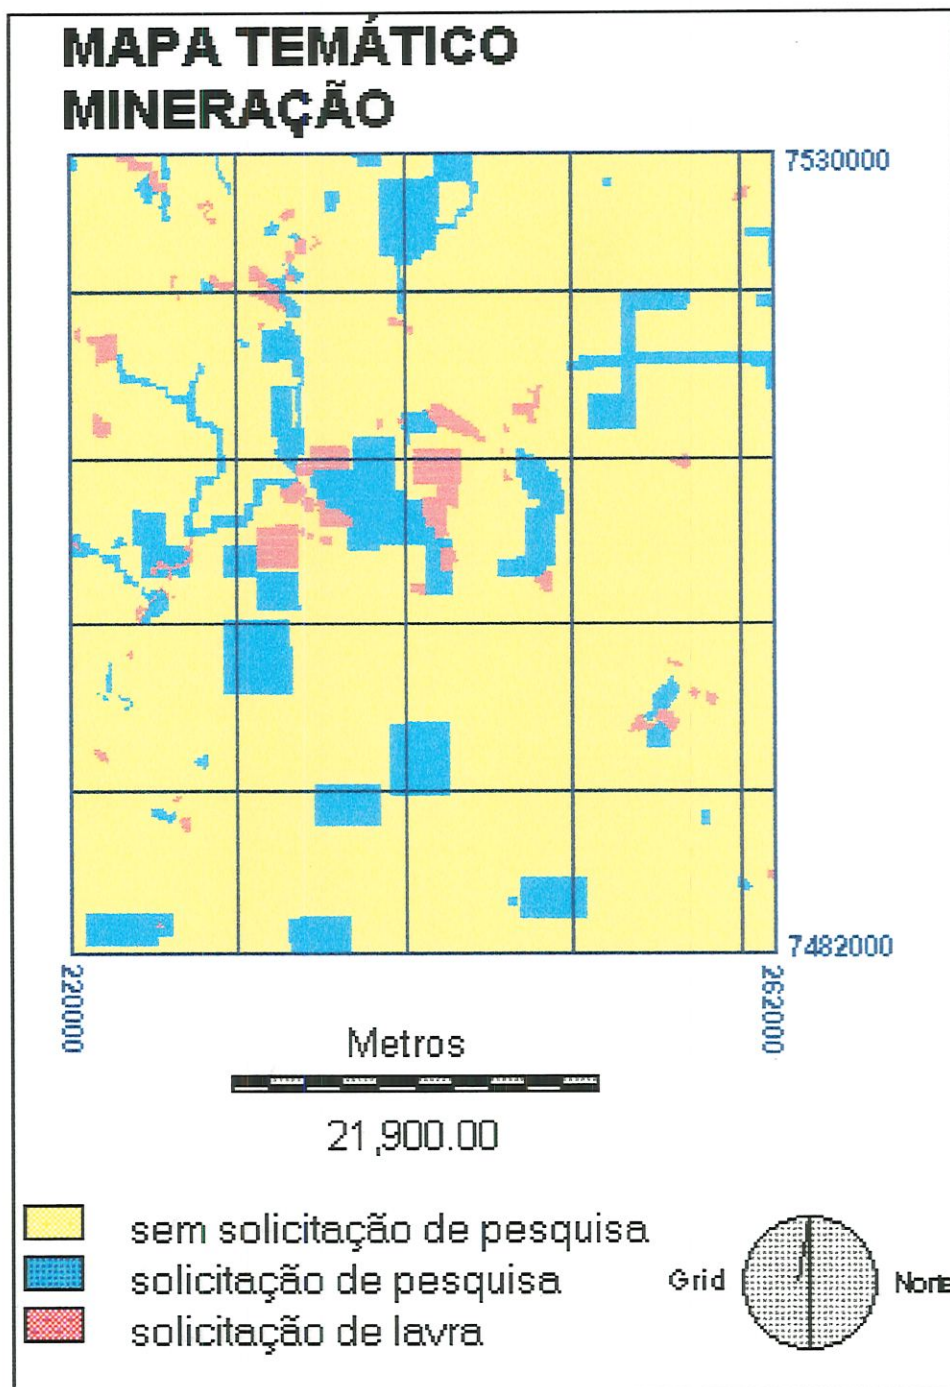 MAPA TEMÁTICO
MINERAÇÃO
7530000
7482000
220000
262000
Metros
21,900.00
sem solicitação de pesquisa
solicitação de pesquisa
solicitação de lavra
Grid
Norte